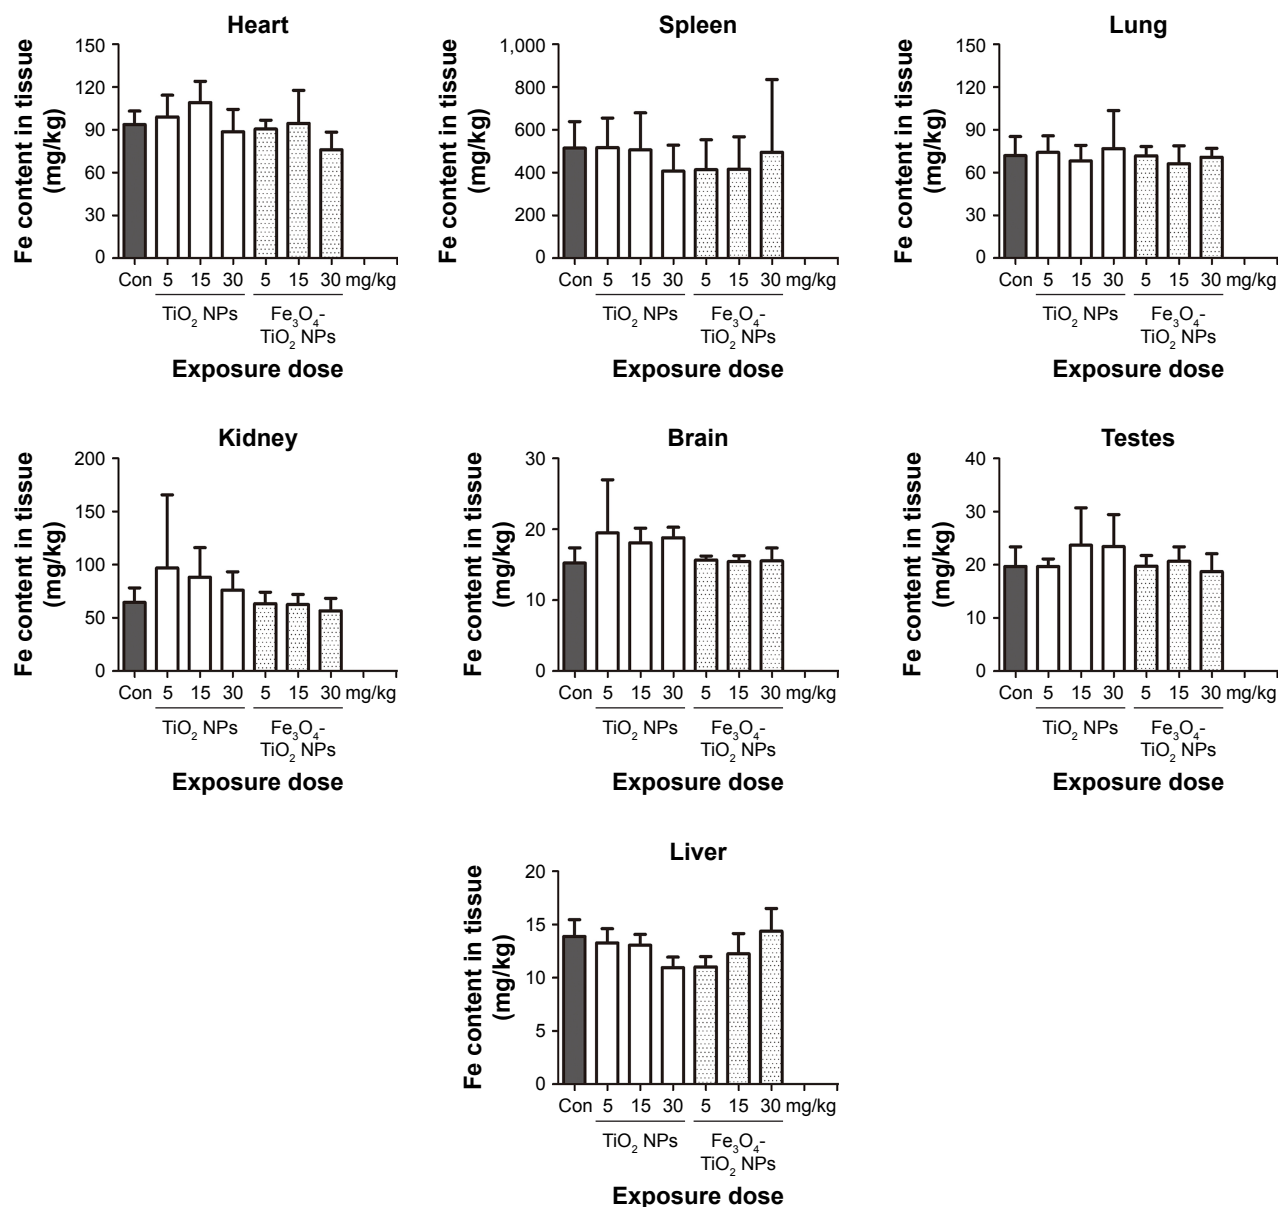 Heart
Fe content in tissue
(mg/kg)
150
120
90
60
30
0
Con 5 15 30 5 15 30 mg/kg
TiO2 NPs
Fe3O4-
TiO2 NPs
Exposure dose
Spleen
Fe content in tissue
(mg/kg)
1,000
800
600
400
200
0
Con 5 15 30 5 15 30 mg/kg
TiO2 NPs
Fe3O4-
TiO2 NPs
Exposure dose
Lung
Fe content in tissue
(mg/kg)
150
120
90
60
30
0
Con 5 15 30 5 15 30 mg/kg
TiO2 NPs
Fe3O4-
TiO2 NPs
Exposure dose
Kidney
Fe content in tissue
(mg/kg)
200
150
100
50
0
Con 5 15 30 5 15 30 mg/kg
TiO2 NPs
Fe3O4-
TiO2 NPs
Exposure dose
Brain
Fe content in tissue
(mg/kg)
30
20
10
0
Con 5 15 30 5 15 30 mg/kg
TiO2 NPs
Fe3O4-
TiO2 NPs
Exposure dose
Testes
Fe content in tissue
(mg/kg)
40
30
20
10
0
Con 5 15 30 5 15 30 mg/kg
TiO2 NPs
Fe3O4-
TiO2 NPs
Exposure dose
Liver
Fe content in tissue
(mg/kg)
20
15
10
5
0
Con 5 15 30 5 15 30 mg/kg
TiO2 NPs
Fe3O4-
TiO2 NPs
Exposure dose